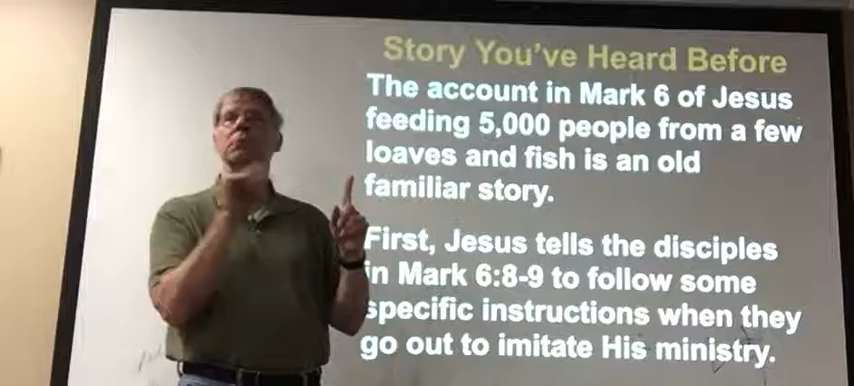 Story You've Heard Before
The account in Mark 6 of Jesus
feeding 5,000 people from a few
loaves and fish is an old
familiar story.
First, Jesus tells the disciples
in Mark 6:8-9 to follow some
specific instructions when they
go out to imitate His ministry.